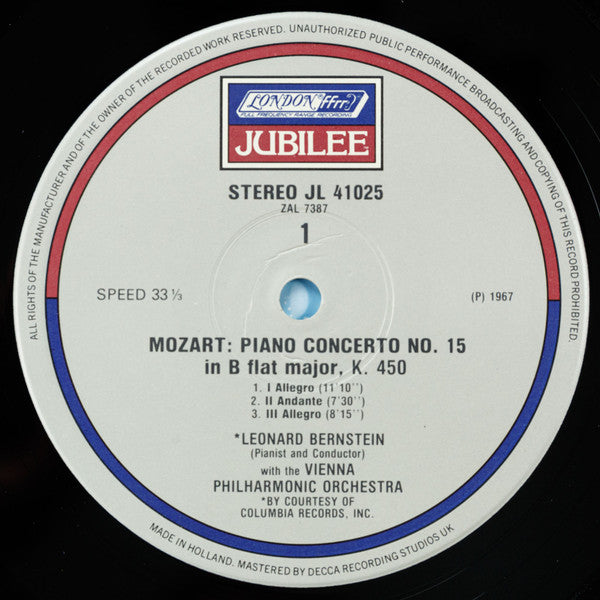 ALL RIGHTS OF THE MANUFACTURER AND OF THE OWNER OF THE RECORDED WORK RESERVED. UNAUTHORIZED PUBLIC PERFORMANCE BROADCASTING AND COPYING OF THIS RECORD PROHIBITED.
LONDON ffrr
FULL FREQUENCY RANGE RECORDING
JUBILEE
STEREO JL 41025
ZAL 7387
1
SPEED 33 ⅓
(P) 1967
MOZART: PIANO CONCERTO NO. 15
in B flat major, K. 450
1. I Allegro (11'10'')
2. II Andante (7'30'')
3. III Allegro (8'15'')
*LEONARD BERNSTEIN
(Pianist and Conductor)
with the VIENNA
PHILHARMONIC ORCHESTRA
*BY COURTESY OF
COLUMBIA RECORDS, INC.
MADE IN HOLLAND. MASTERED BY DECCA RECORDING STUDIOS UK